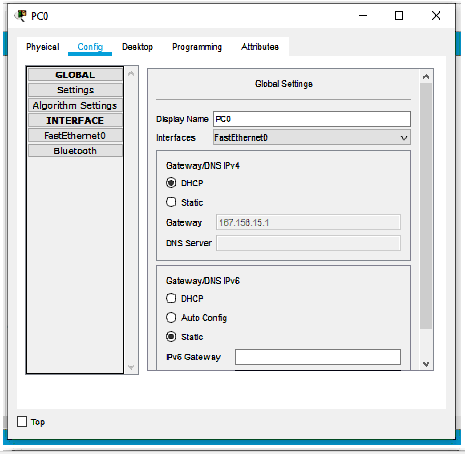 PC0
Physical Config Desktop Programming Attributes
GLOBAL
Settings
Algorithm Settings
INTERFACE
FastEthernet0
Bluetooth
Global Settings
Display Name PC0
Interfaces FastEthernet0
Gateway/DNS IPv4
DHCP
Static
Gateway 167.156.15.1
DNS Server
Gateway/DNS IPv6
DHCP
Auto Config
Static
IPv6 Gateway
Top